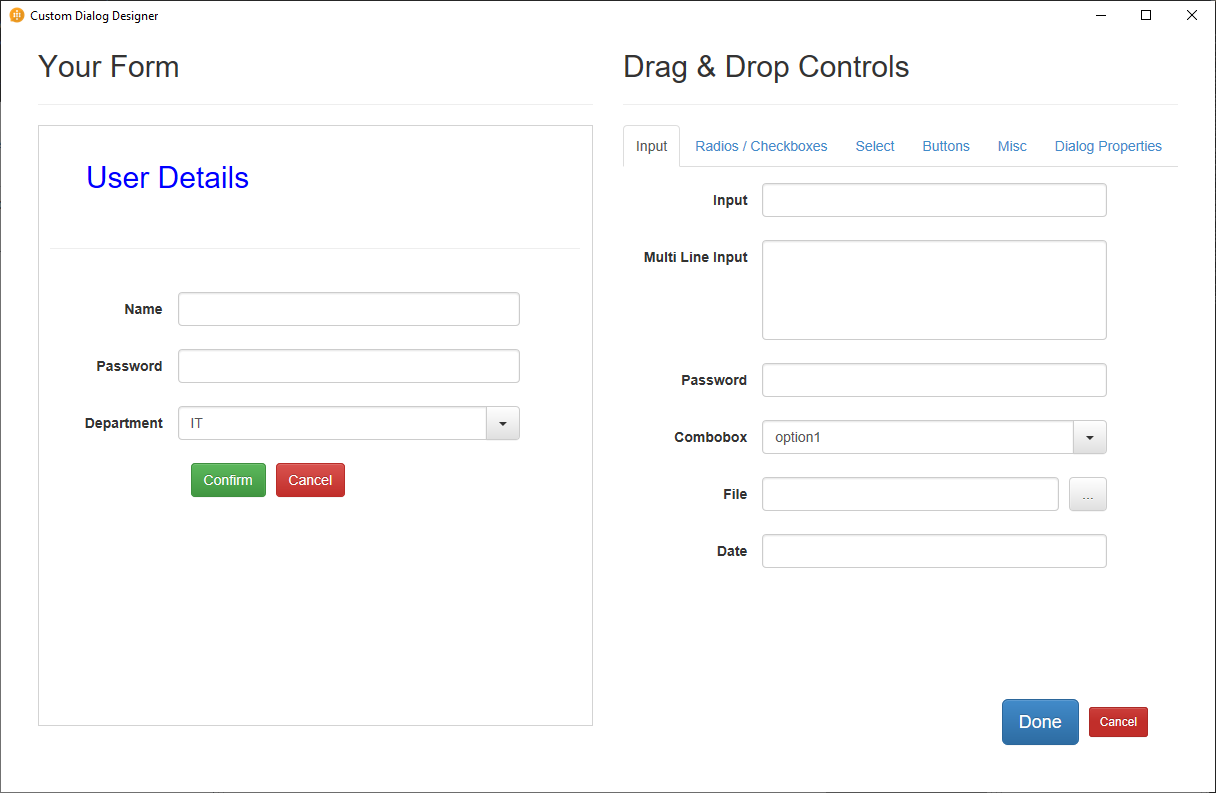 Custom Dialog Designer
Your Form
User Details
Name
Password
Department IT
Confirm Cancel
Drag & Drop Controls
Input Radios / Checkboxes Select Buttons Misc Dialog Properties
Input
Multi Line Input
Password
Combobox option1
File ...
Date
Done Cancel